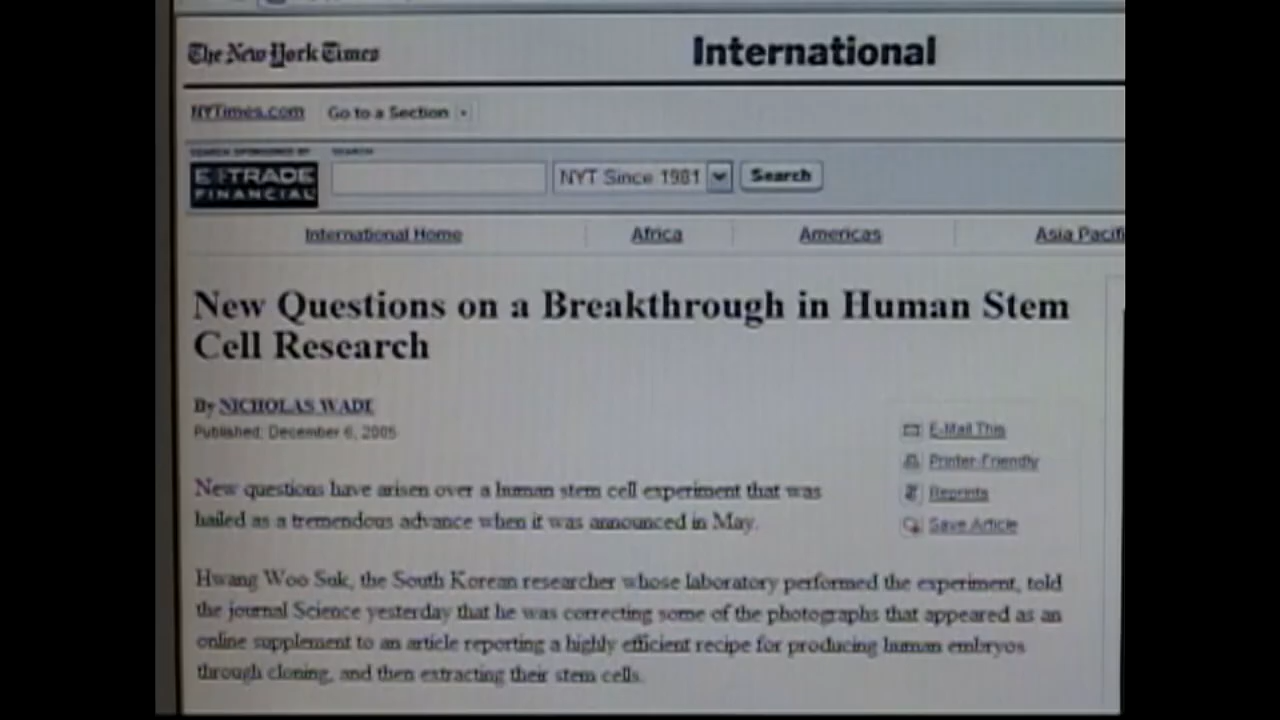 The New York Times
International
NYTimes.com Go to a Section
SEARCH SPONSORED BY SEARCH
E*TRADE
FINANCIAL
NYT Since 1981 Search
International Home Africa Americas Asia Pacifi
New Questions on a Breakthrough in Human Stem
Cell Research
By NICHOLAS WADE
Published: December 6, 2005
E-Mail This
Printer-Friendly
Reprints
Save Article
New questions have arisen over a human stem cell experiment that was
hailed as a tremendous advance when it was announced in May.
Hwang Woo Suk, the South Korean researcher whose laboratory performed the experiment, told
the journal Science yesterday that he was correcting some of the photographs that appeared as an
online supplement to an article reporting a highly efficient recipe for producing human embryos
through cloning, and then extracting their stem cells.